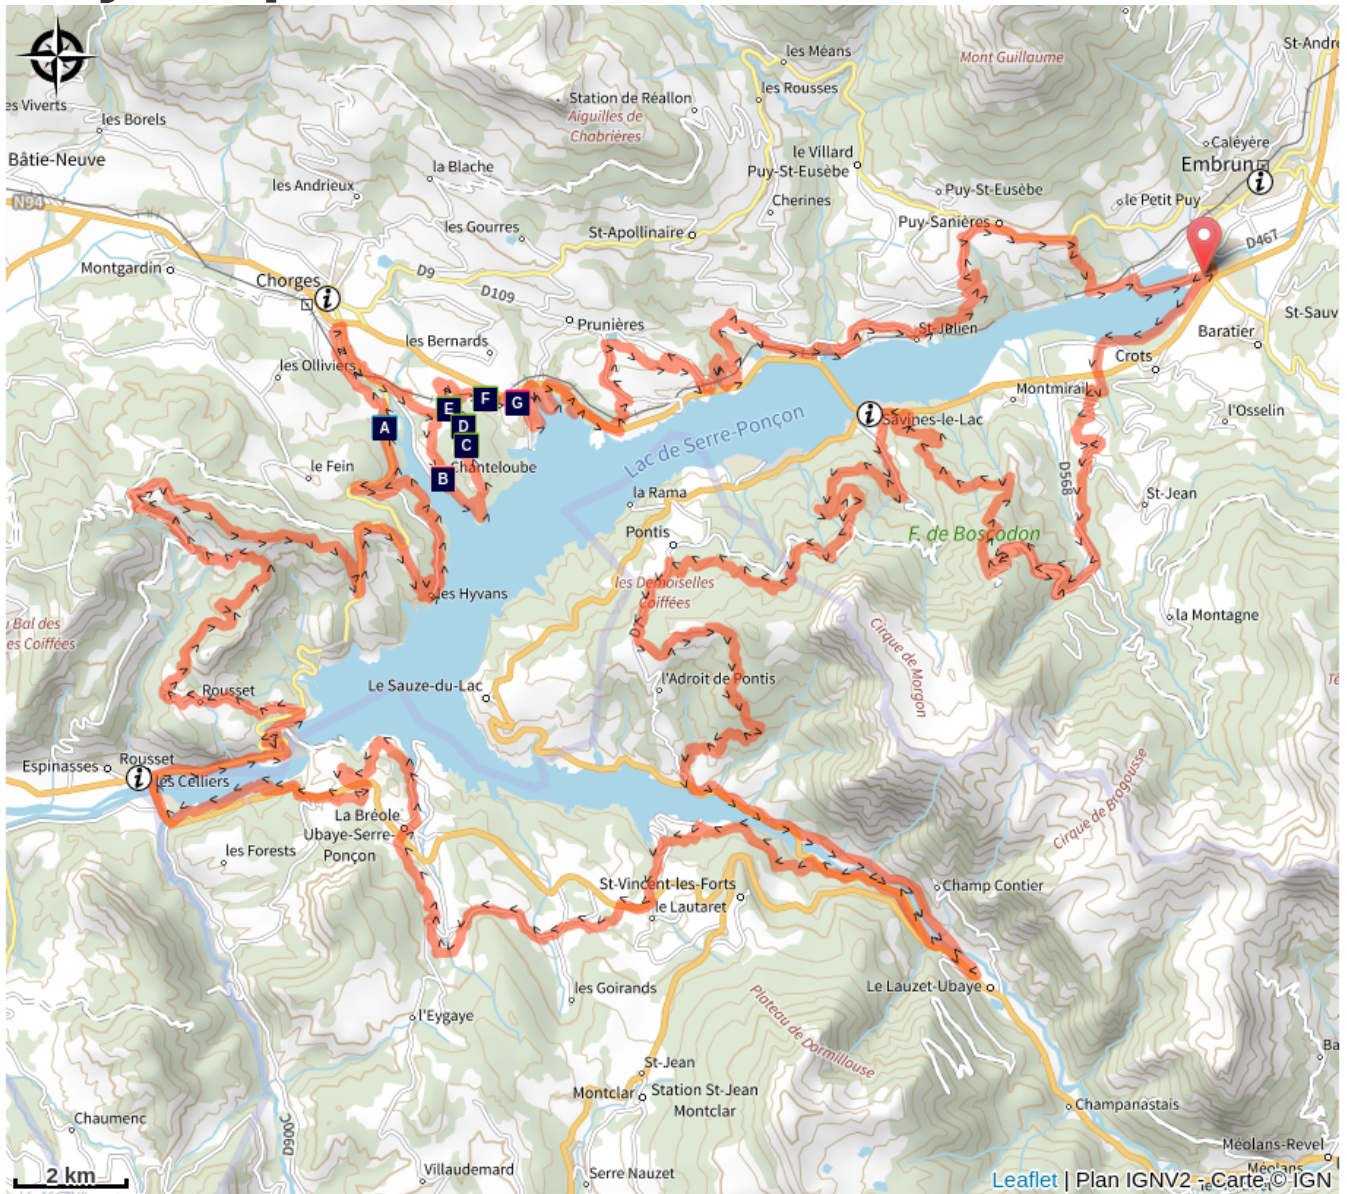 les Méans
Mont Guillaume
St-André
les Rousses
Station de Réallon
Aiguilles de
Chabrières
es Viverts
les Borels
Bâtie-Neuve
la Blache
le Villard
Puy-St-Eusèbe
Caléyère
Embrun
les Andrieux
Cherines
Puy-St-Eusèbe
le Petit Puy
N94
les Gourres
St-Apollinaire
Puy-Sanières
D467
Montgardin
Chorges
D9
D109
Prunières
St-Julien
St-Sauv
Baratier
les Bernards
Crots
les Olliviers
Montmirail
l'Osselin
E
F
G
A
D
C
Savines-le-Lac
Lac de Serre-Ponçon
le Fein
Chanteloube
B
D568
la Rama
St-Jean
Pontis
F. de Boscodon
les Demoiselles
Coiffées
les Hyvans
la Montagne
u Bal des
es Coiffées
Cirque de Morgon
D7
l'Adroit de Pontis
Le Sauze-du-Lac
Rousset
Espinasses
Rousset
les Celliers
Cirque de Bragousse
La Bréole
Ubaye-Serre-
Ponçon
les Forests
St-Vincent-les-Forts
le Lautaret
Champ Contier
Le Lauzet-Ubaye
les Goirands
l'Eygaye
Plateau de Dormillouse
St-Jean
Montclar
Station St-Jean
Montclar
Champanastais
Chaumenc
D900C
Villaudemard
Serre Nauzet
Méolans-Revel
Méolans
2 km
Leaflet | Plan IGNV2 - Carte © IGN